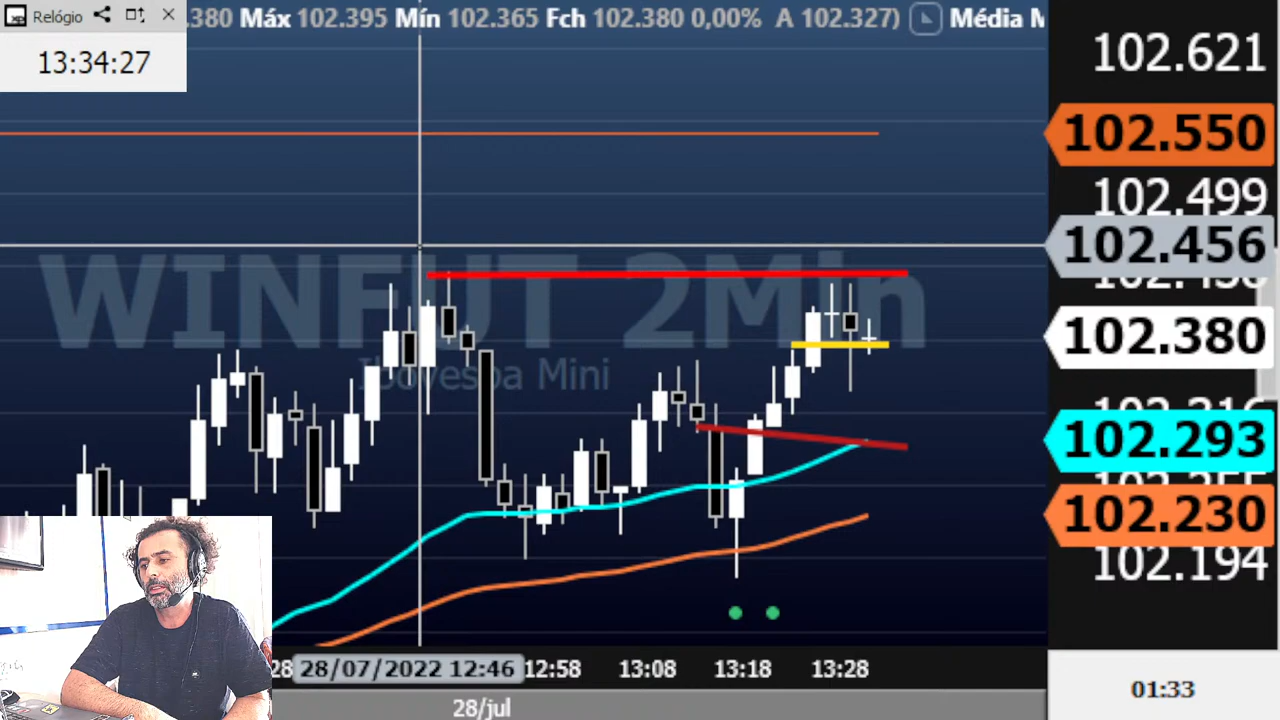 Relógio
.380 Máx 102.395 Mín 102.365 Fch 102.380 0,00% A 102.327) Média M
13:34:27
WINFUT 2Min
Ibovespa Mini
102.621
102.550
102.499
102.456
102.380
102.293
102.230
102.194
28 28/07/2022 12:46 12:58 13:08 13:18 13:28
28/jul
01:33